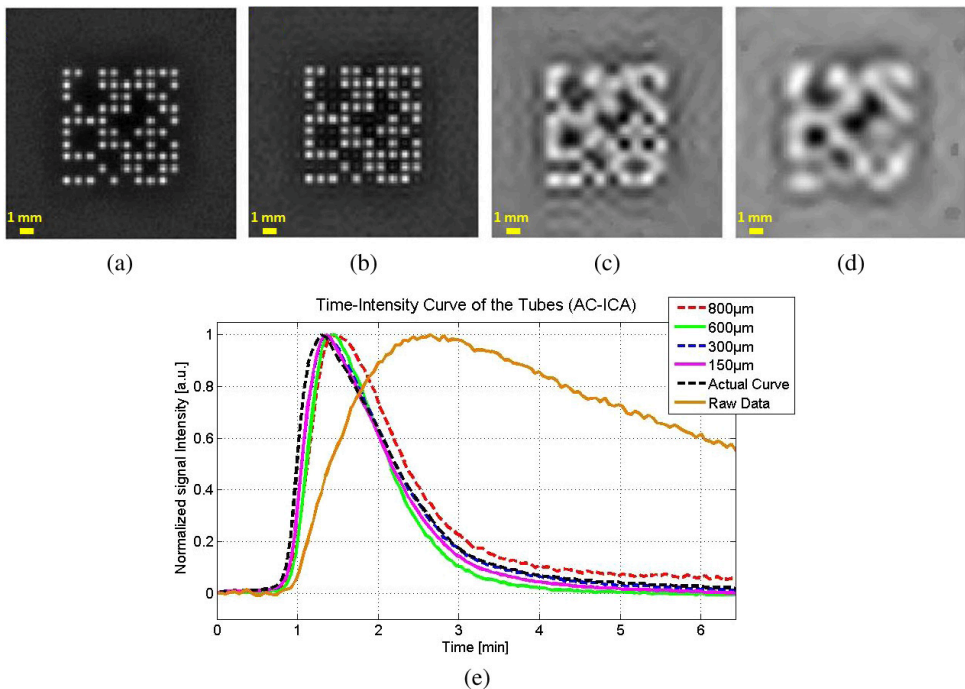 1 mm
1 mm
1 mm
1 mm
(a)
(b)
(c)
(d)
Time-Intensity Curve of the Tubes (AC-ICA)
800µm
600µm
300µm
150µm
Actual Curve
Raw Data
Normalized signal Intensity [a.u.]
1
0.8
0.6
0.4
0.2
0
0 1 2 3 4 5 6
Time [min]
(e)